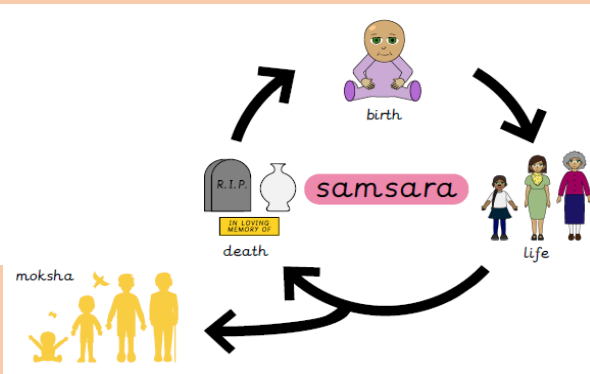 birth
R.I.P.
samsara
IN LOVING
MEMORY OF
death
life
moksha